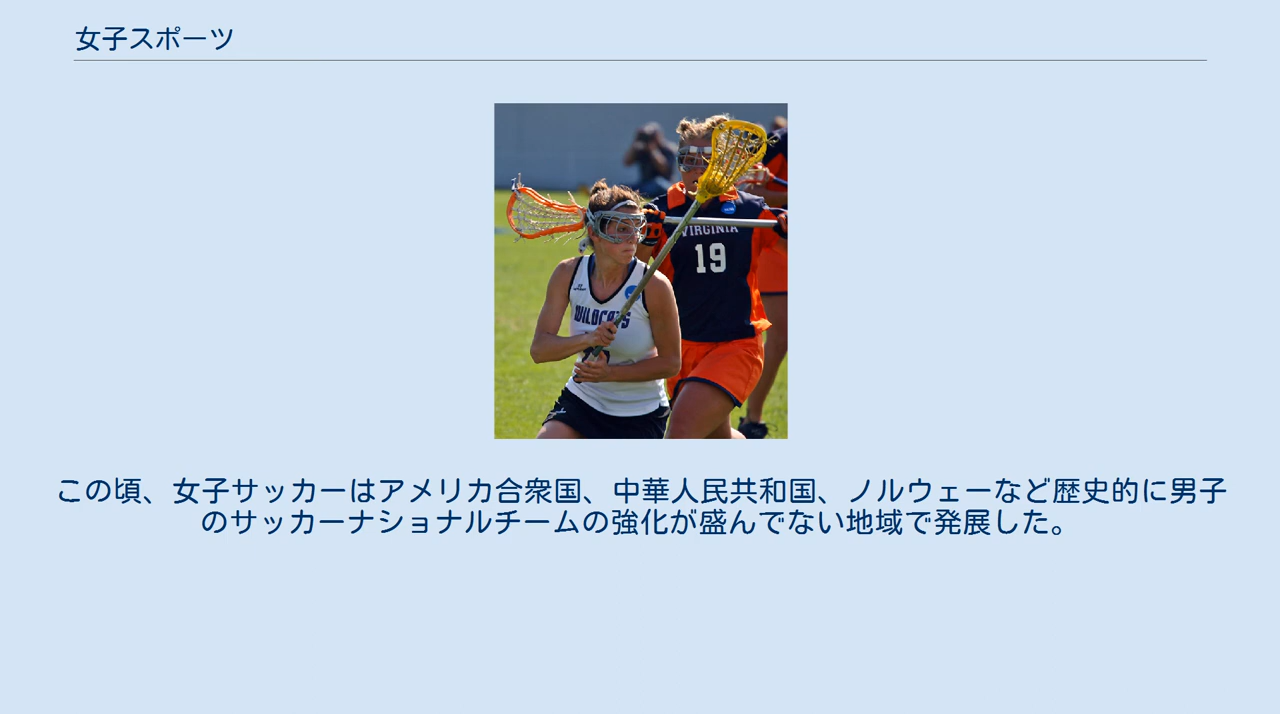 女子スポーツ
VIRGINIA
19
WILDCATS
この頃、女子サッカーはアメリカ合衆国、中華人民共和国、ノルウェーなど歴史的に男子
のサッカーナショナルチームの強化が盛んでない地域で発展した。